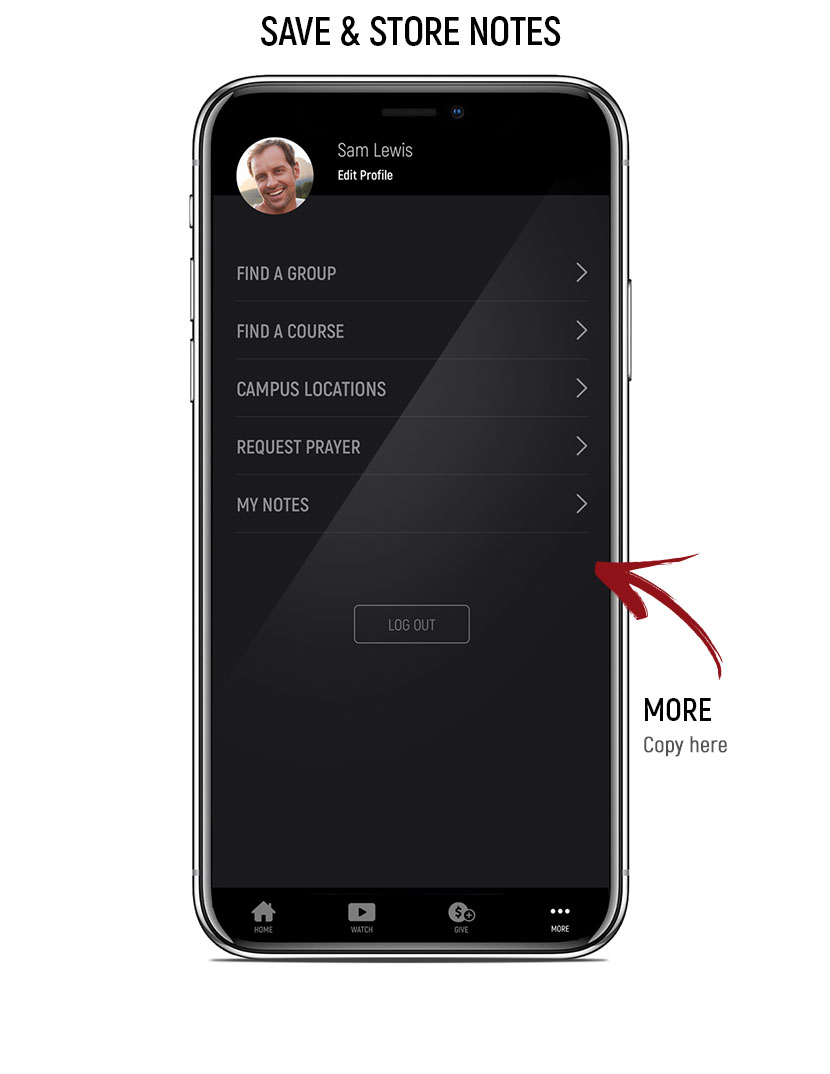 SAVE & STORE NOTES
Sam Lewis
Edit Profile
FIND A GROUP
FIND A COURSE
CAMPUS LOCATIONS
REQUEST PRAYER
MY NOTES
LOG OUT
MORE
Copy here
HOME
WATCH
GIVE
MORE